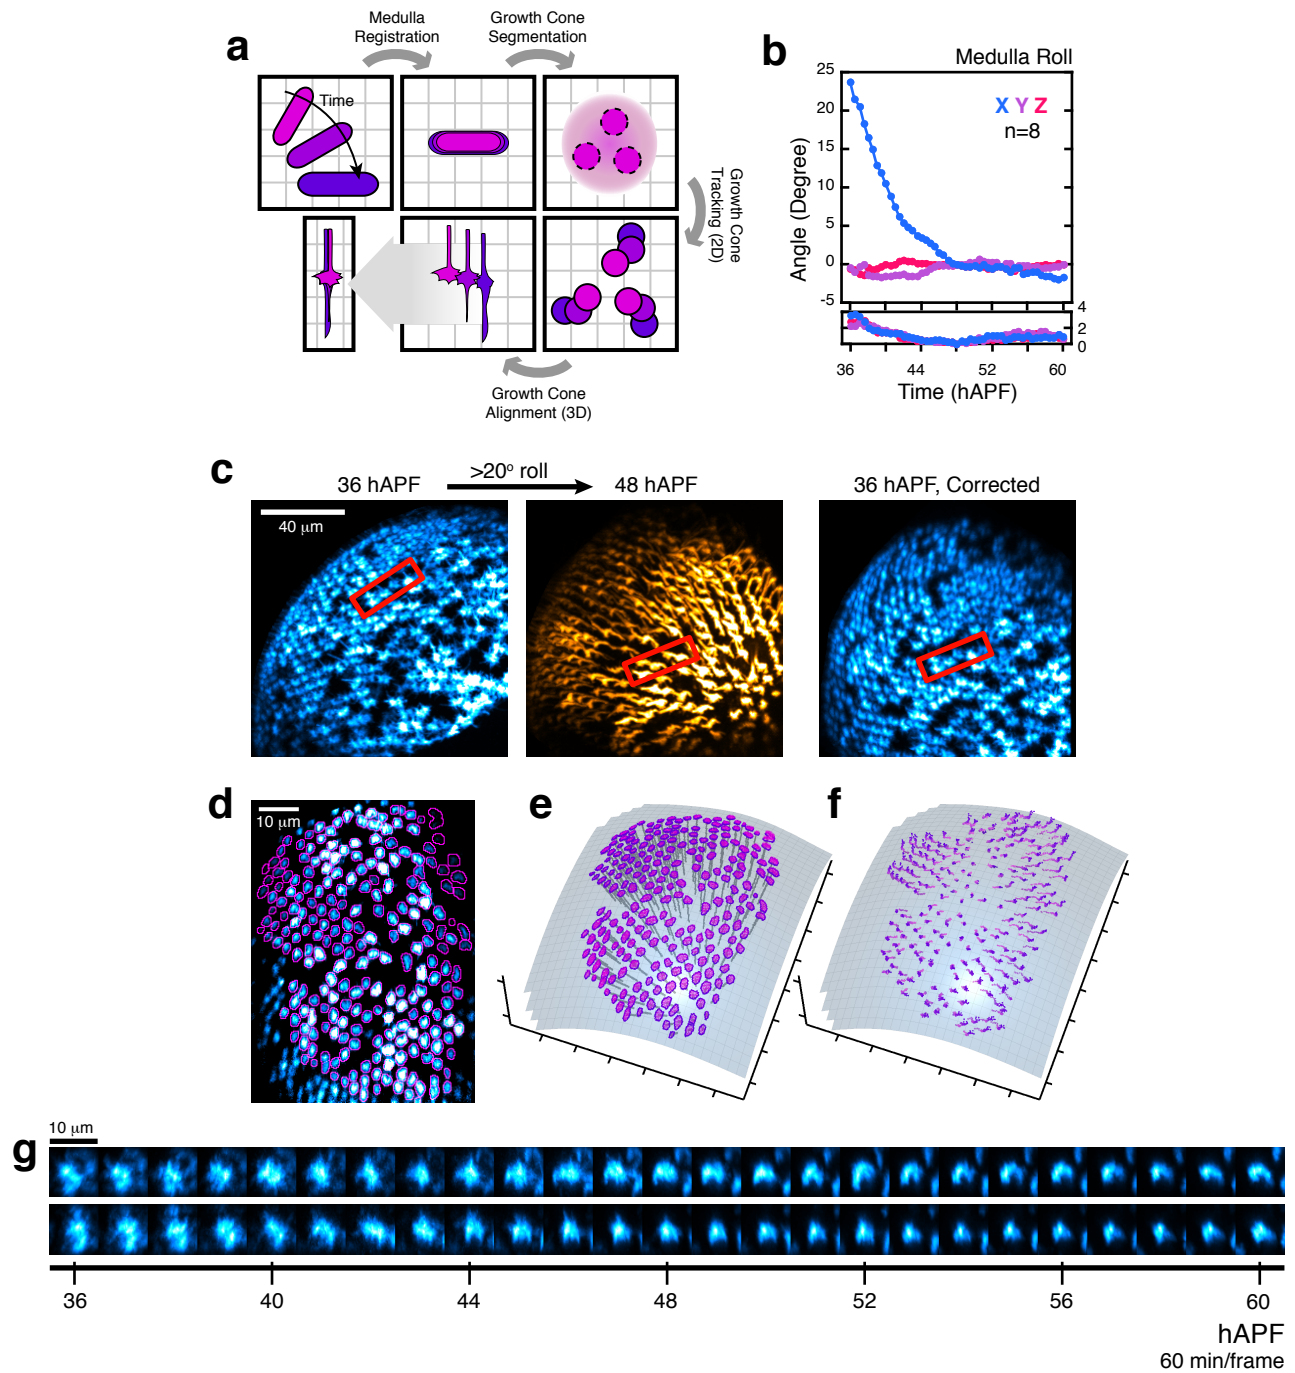 a
Medulla
Registration
Growth Cone
Segmentation
Time
Growth Cone
Tracking (2D)
Growth Cone
Alignment (3D)
b
Medulla Roll
25
20
15
10
5
0
-5
Angle (Degree)
X Y Z
n=8
4
2
0
36
44
52
60
Time (hAPF)
c
36 hAPF
>20° roll
48 hAPF
36 hAPF, Corrected
40 μm
d
10 μm
e
f
g
10 μm
36
40
44
48
52
56
60
hAPF
60 min/frame